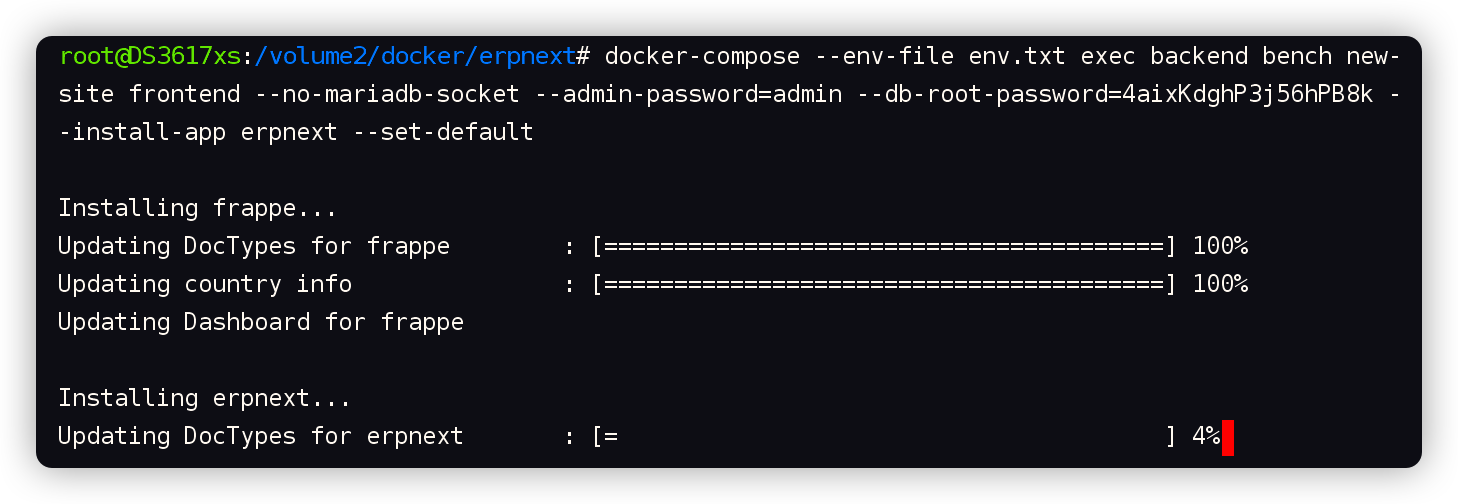 root@DS3617xs:/volume2/docker/erpnext# docker-compose --env-file env.txt exec backend bench new-
site frontend --no-mariadb-socket --admin-password=admin --db-root-password=4aixKdghP3j56hPB8k -
-install-app erpnext --set-default
Installing frappe...
Updating DocTypes for frappe        : [========================================] 100%
Updating country info               : [========================================] 100%
Updating Dashboard for frappe
Installing erpnext...
Updating DocTypes for erpnext       : [=                                       ] 4%